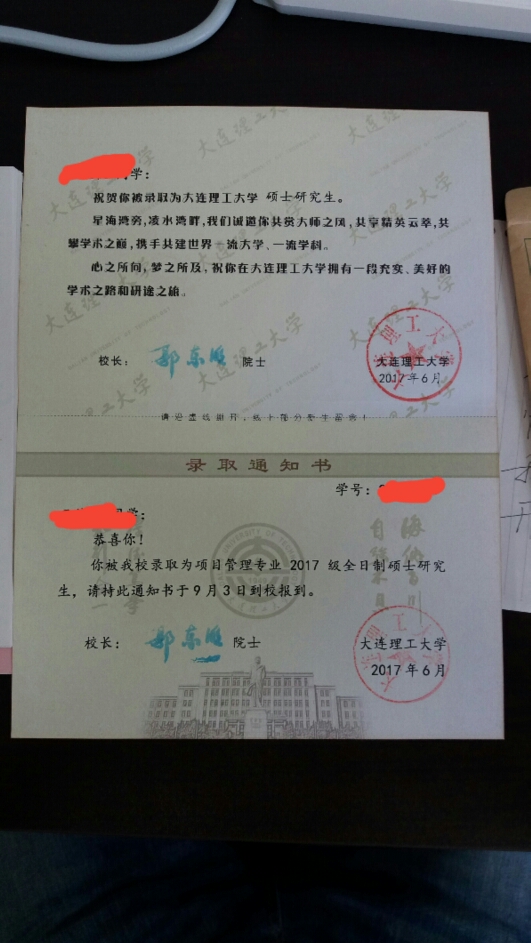 学:
祝贺你被录取为大连理工大学 硕士研究生。
星海湾旁,凌水湾畔,我们诚邀你共赏大师之风,共享精英云萃,共
攀学术之巅,携手共建世界一流大学、一流学科。
心之所向,梦之所及,祝你在大连理工大学拥有一段充实、美好的
学术之路和研途之旅。
校长: 郭东明 院士
大连理工大学
2017年6月
录取通知书
学号:
学:
恭喜你!
你被我校录取为项目管理专业 2017 级全日制硕士研究
生,请持此通知书于9月3日到校报到。
校长: 郭东明 院士
大连理工大学
2017年6月